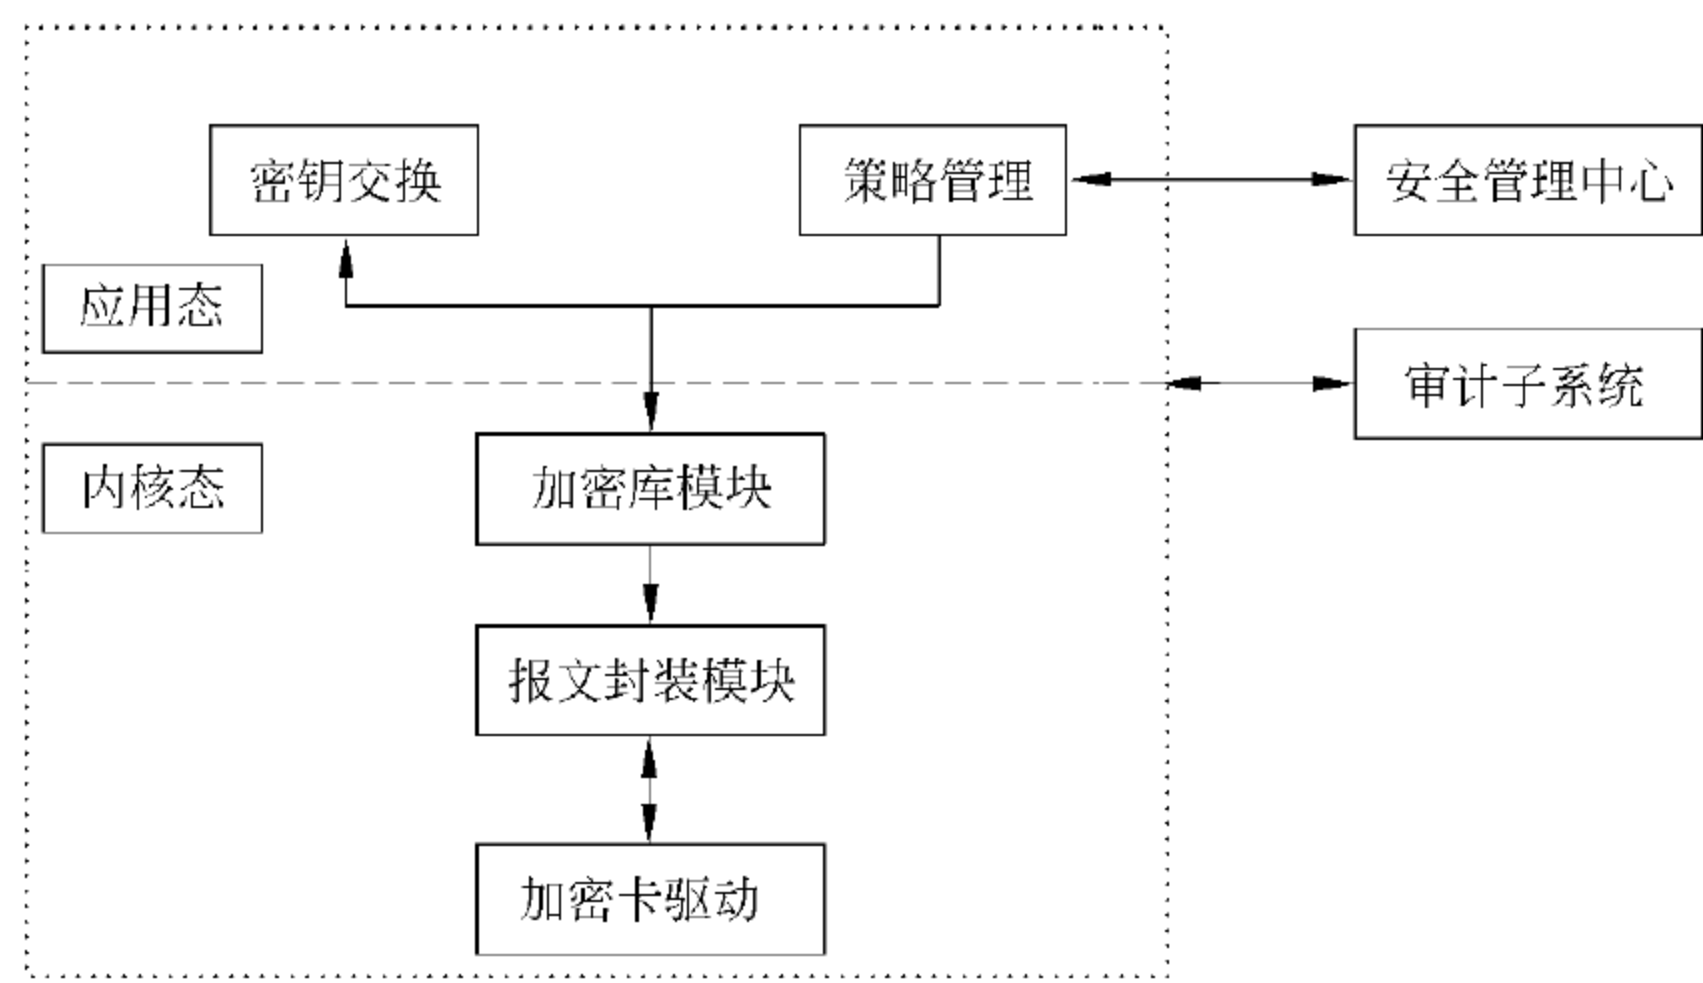 密钥交换
策略管理
安全管理中心
应用态
审计子系统
内核态
加密库模块
报文封装模块
加密卡驱动